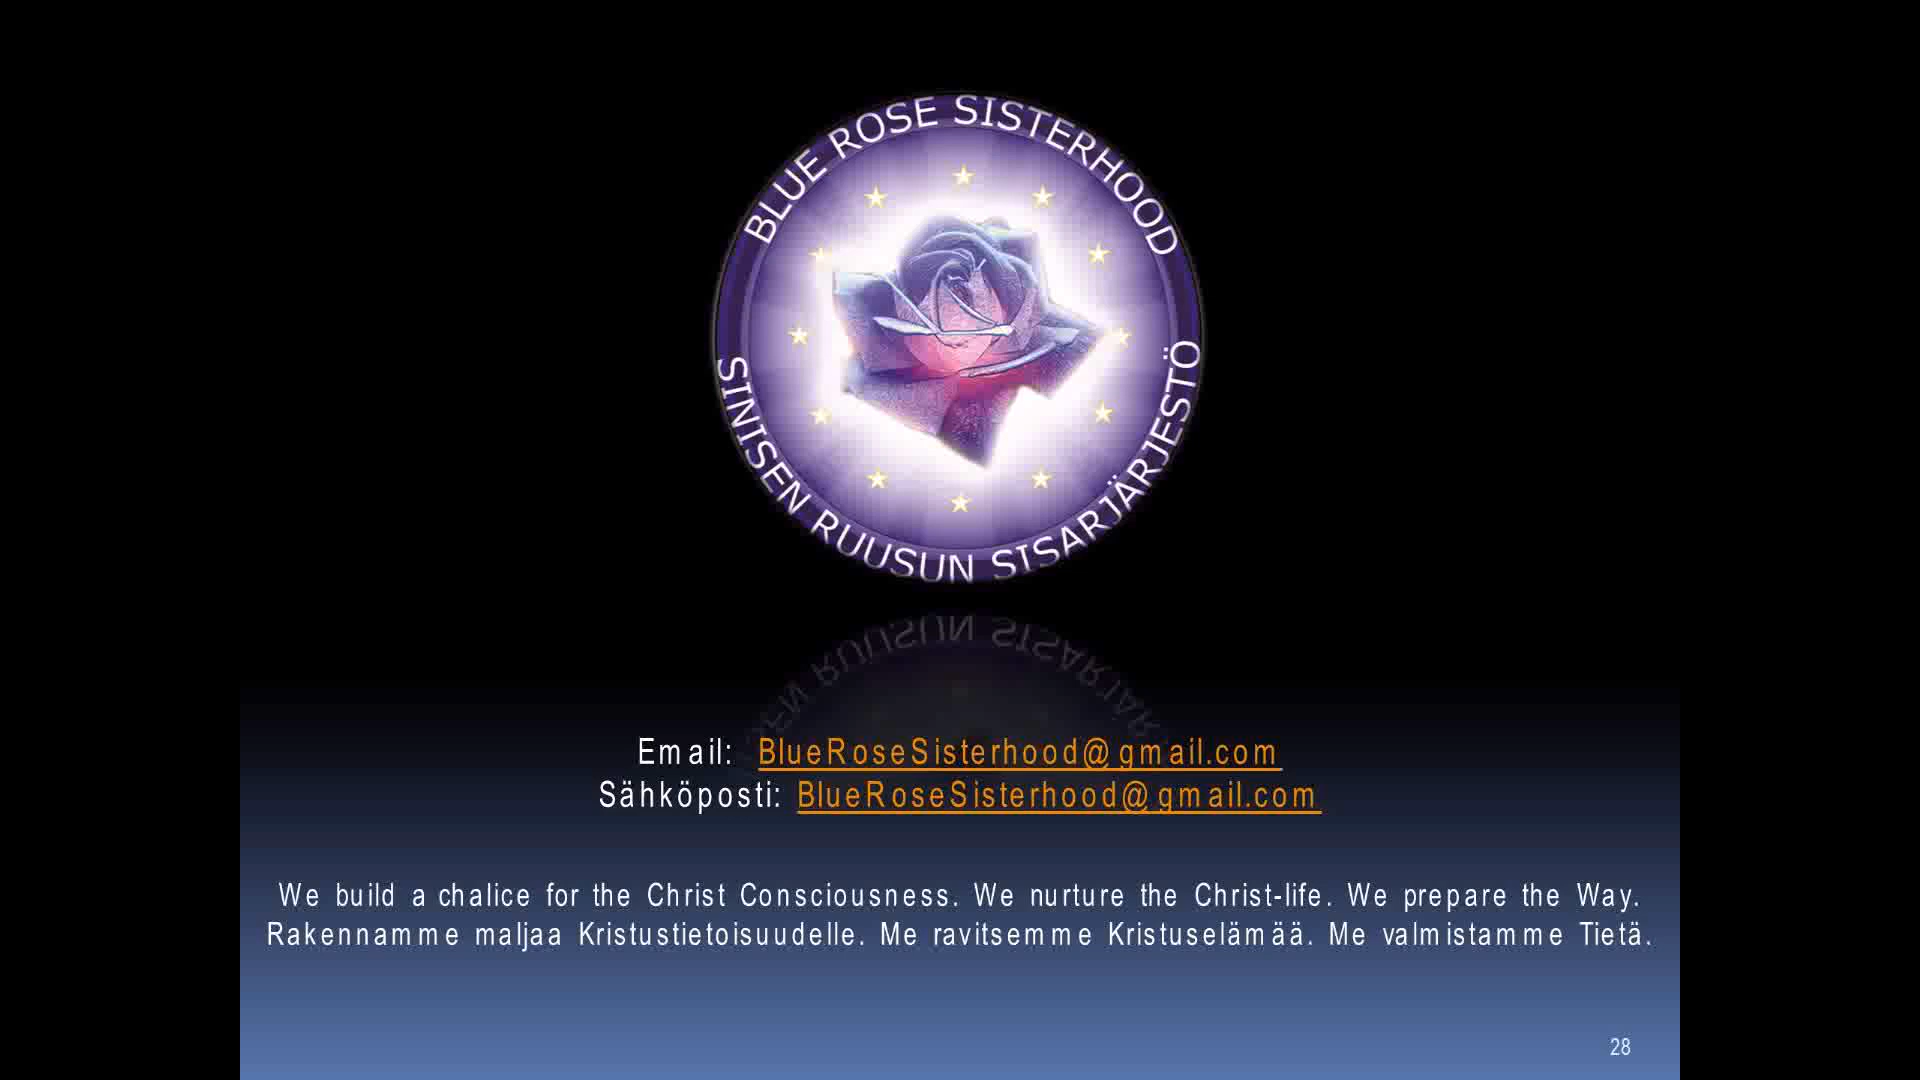 BLUE ROSE SISTERHOOD
SINISEN RUUSUN SISARJÄRJESTÖ
Email: BlueRoseSisterhood@gmail.com
Sähköposti: BlueRoseSisterhood@gmail.com
We build a chalice for the Christ Consciousness. We nurture the Christ-life. We prepare the Way.
Rakennamme maljaa Kristustietoisuudelle. Me ravitsemme Kristuselämää. Me valmistamme Tietä.
28